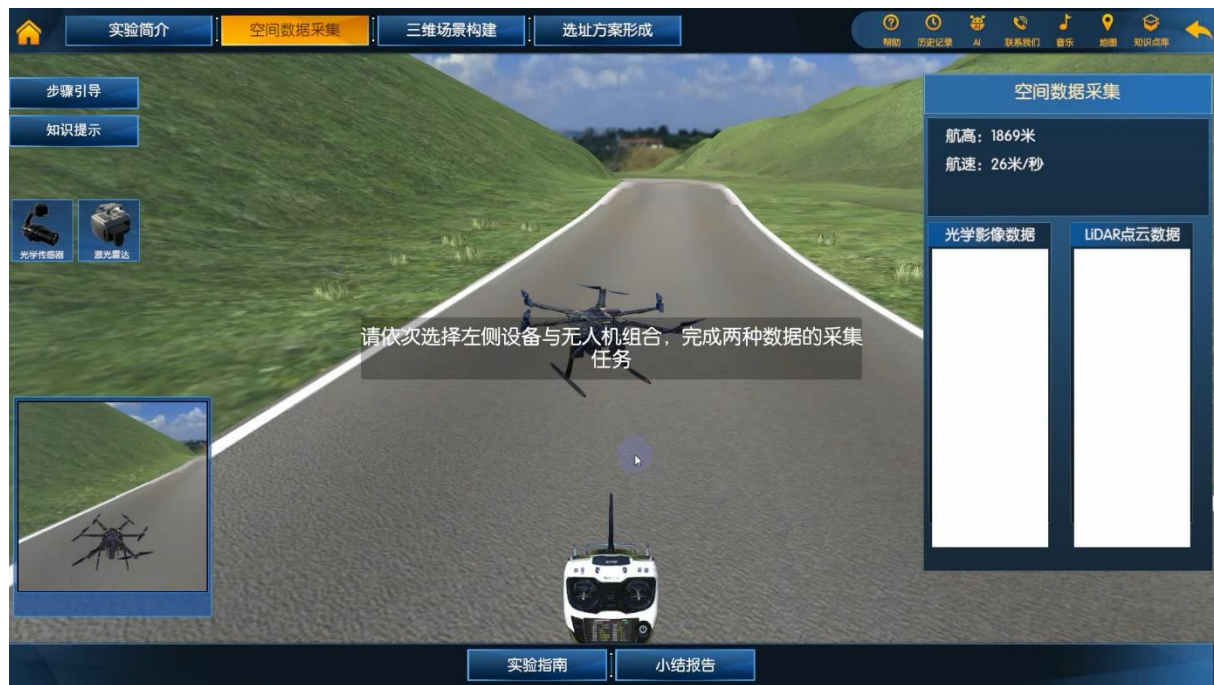 实验简介
空间数据采集
三维场景构建
选址方案形成
帮助
历史记录
AI
联系我们
音乐
地图
知识点库
步骤引导
知识提示
光学传感器
激光雷达
空间数据采集
航高：1869米
航速：26米/秒
光学影像数据
LiDAR点云数据
请依次选择左侧设备与无人机组合，完成两种数据的采集
任务
实验指南
小结报告